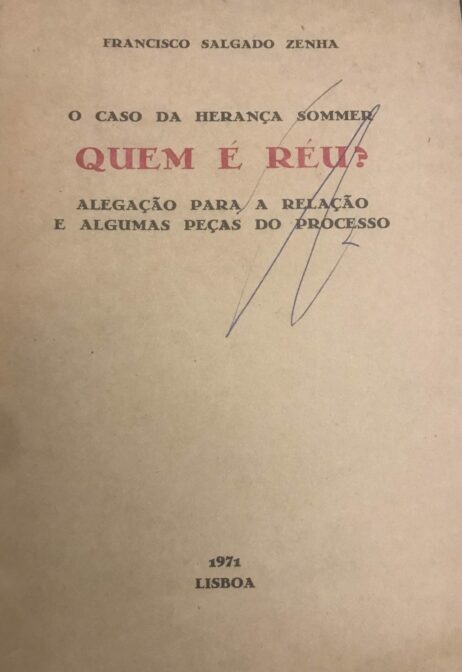 FRANCISCO SALGADO ZENHA
O CASO DA HERANÇA SOMMER
QUEM É RÉU?
ALEGAÇÃO PARA A RELAÇÃO
E ALGUMAS PEÇAS DO PROCESSO
1971
LISBOA